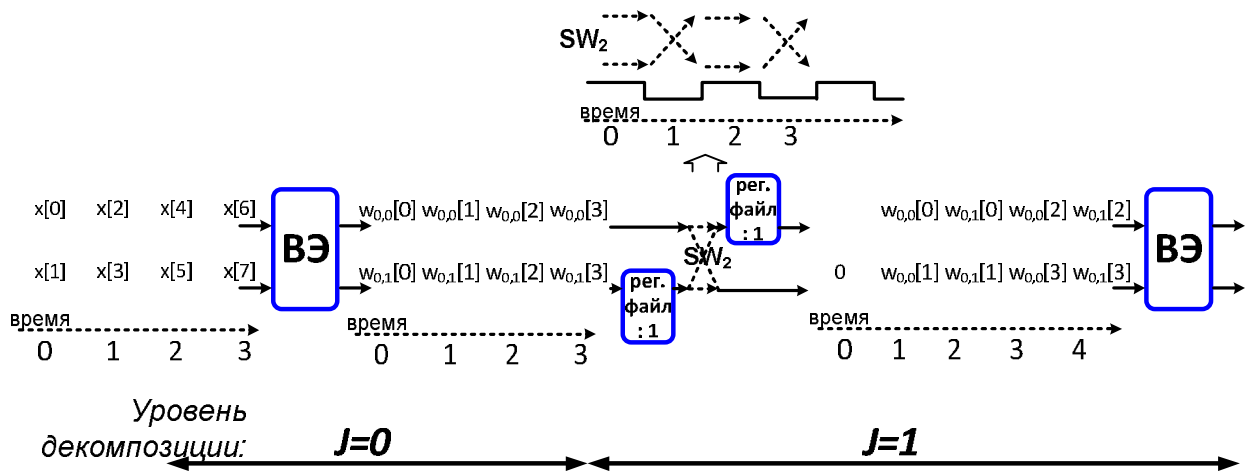 SW2
время
0 1 2 3
x[0] x[2] x[4] x[6]
x[1] x[3] x[5] x[7]
время
0 1 2 3
ВЭ
w0,0[0] w0,0[1] w0,0[2] w0,0[3]
w0,1[0] w0,1[1] w0,1[2] w0,1[3]
время
0 1 2 3
рег.
файл
: 1
SW2
рег.
файл
: 1
w0,0[0] w0,1[0] w0,0[2] w0,1[2]
0 w0,0[1] w0,1[1] w0,0[3] w0,1[3]
время
0 1 2 3 4
ВЭ
Уровень
декомпозиции:
J=0
J=1